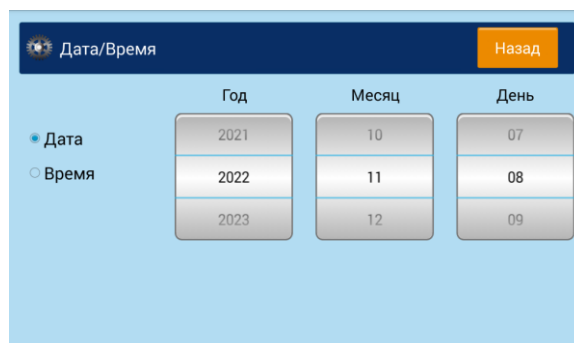 Дата/Время
Назад
Год Месяц День
2021 10 07
Дата
2022 11 08
Время
2023 12 09